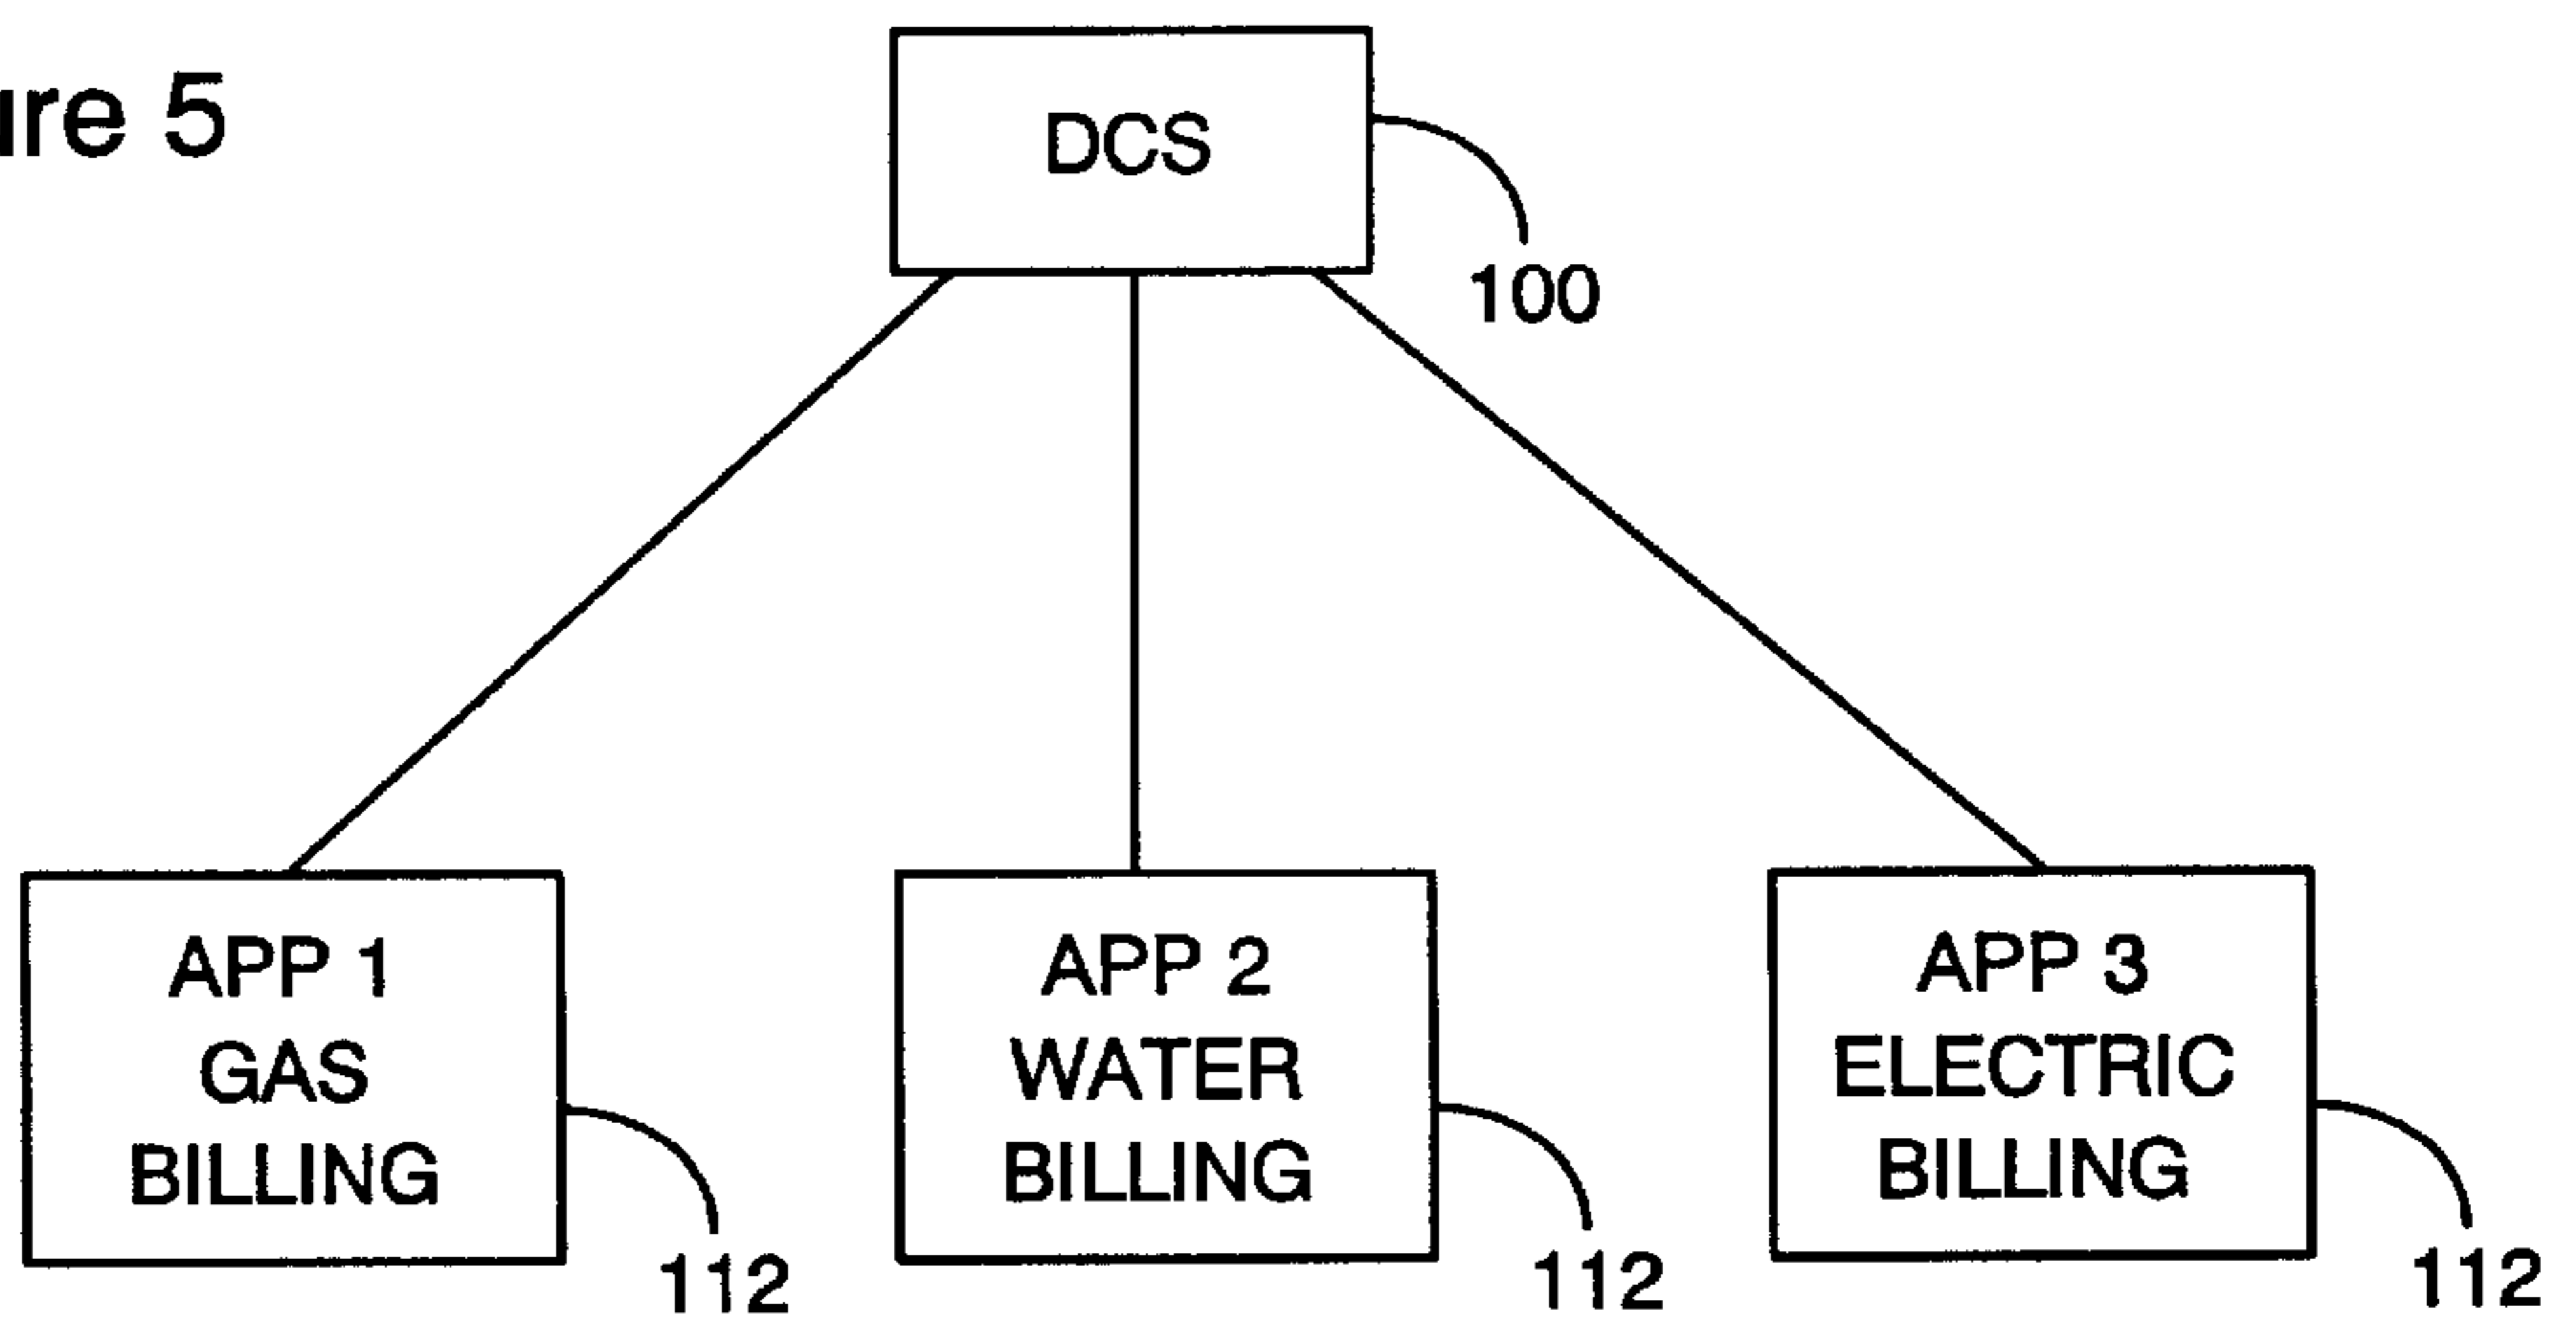 ure 5
DCS
100
APP 1
GAS
BILLING
112
APP 2
WATER
BILLING
112
APP 3
ELECTRIC
BILLING
112